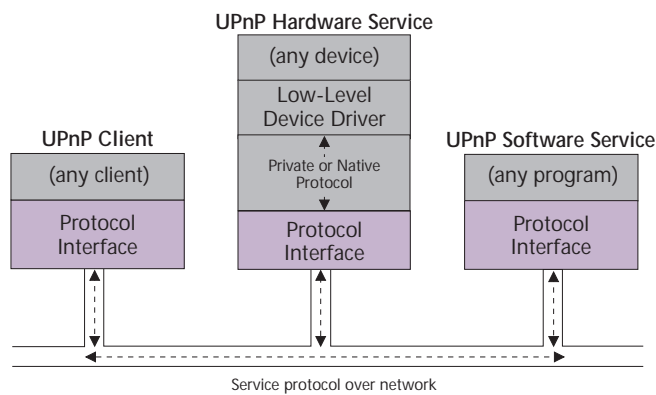 UPnP Hardware Service
(any device)
Low-Level
Device Driver
Private or Native
Protocol
Protocol
Interface
UPnP Client
(any client)
Protocol
Interface
UPnP Software Service
(any program)
Protocol
Interface
Service protocol over network